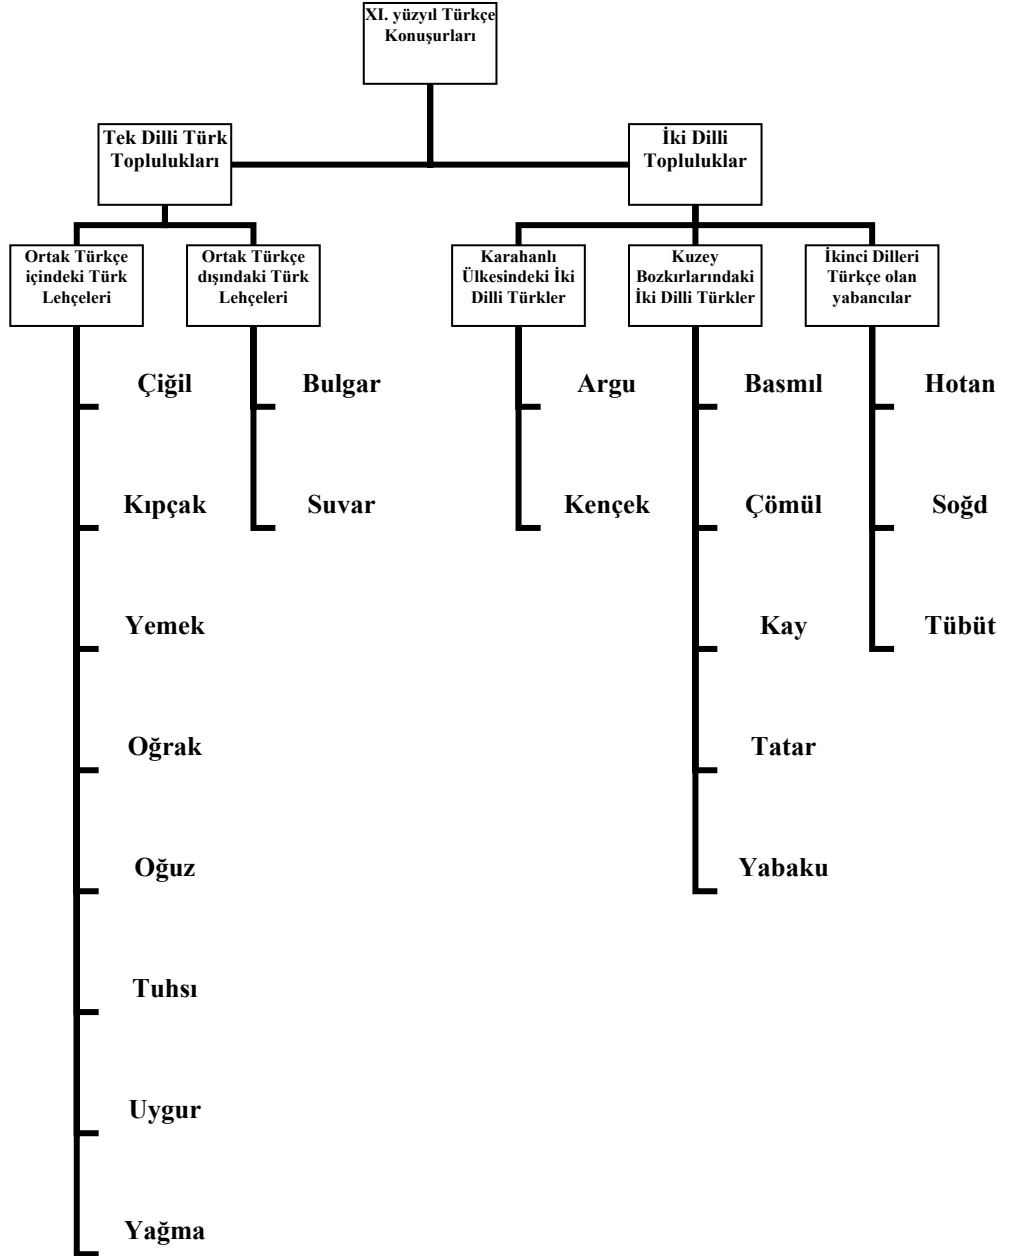 XI. yüzyıl Türkçe
Konuşurları
Tek Dilli Türk
Toplulukları
İki Dilli
Topluluklar
Ortak Türkçe
içindeki Türk
Lehçeleri
Ortak Türkçe
dışındaki Türk
Lehçeleri
Karahanlı
Ülkesindeki İki
Dilli Türkler
Kuzey
Bozkırlarındaki
İki Dilli Türkler
İkinci Dilleri
Türkçe olan
yabancılar
Çiğil
Kıpçak
Yemek
Oğrak
Oğuz
Tuhsı
Uygur
Yağma
Bulgar
Suvar
Argu
Kençek
Basmıl
Çömül
Kay
Tatar
Yabaku
Hotan
Soğd
Tübüt